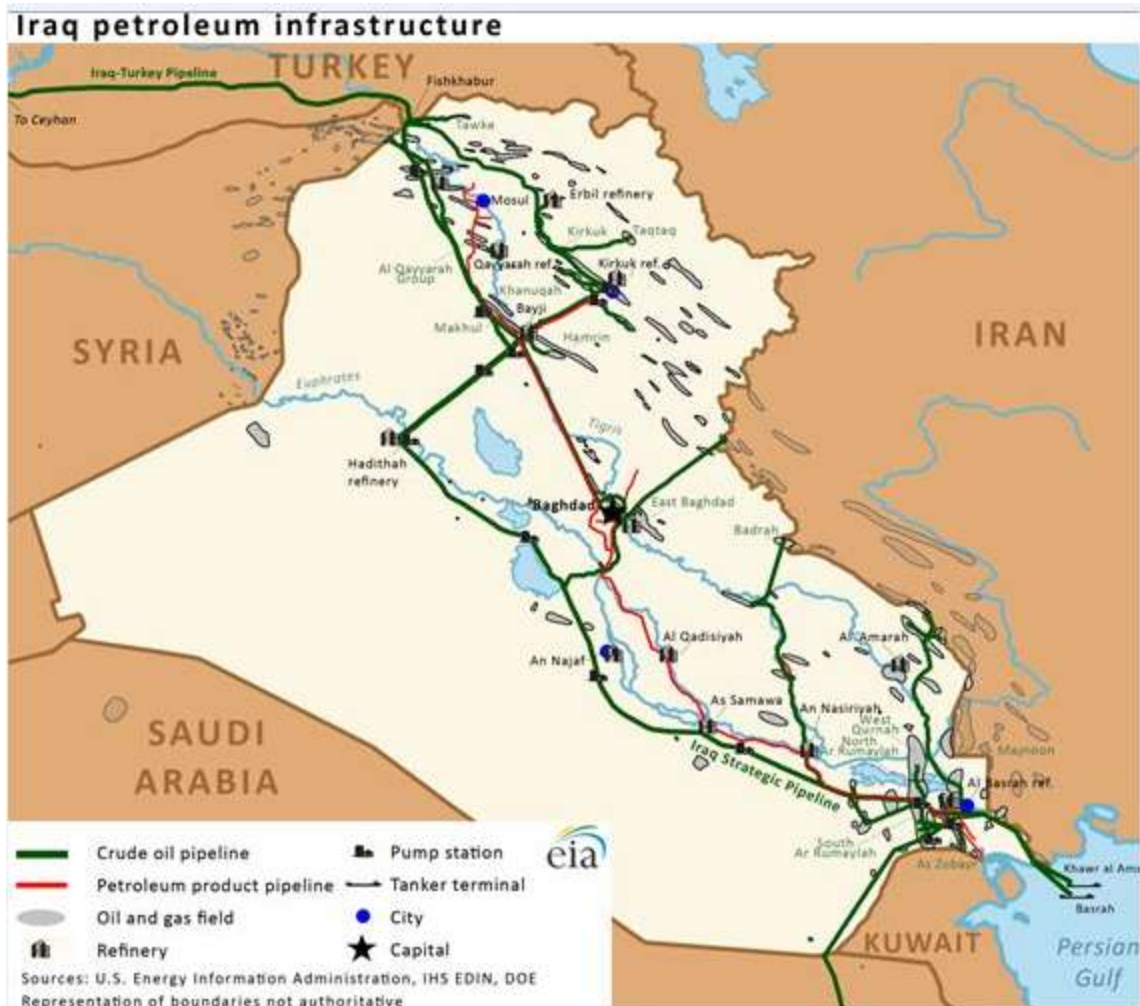 Iraq petroleum infrastructure
TURKEY
Iraq-Turkey Pipeline
Fishkhabur
To Ceyhan
Tawke
Mosul
Erbil refinery
Kirkuk
Taqtaq
Al Qayyarah
Group
Qayyarah ref.
Kirkuk ref.
Khanuqah
Bayji
Makhul
Hamrin
SYRIA
IRAN
Euphrates
Tigris
Hadithah
refinery
Baghdad
East Baghdad
Badrah
Al Qadisiyah
Al Amarah
An Najaf
As Samawa
An Nasiriyah
West
Qurnah
North
Ar Rumaylah
Majnoon
SAUDI
ARABIA
Iraq Strategic Pipeline
Al Basrah ref.
South
Ar Rumaylah
As Zobayr
Khawr al Ama
Basrah
KUWAIT
Persian
Gulf
Crude oil pipeline
Petroleum product pipeline
Oil and gas field
Refinery
Pump station
Tanker terminal
City
Capital
eia
Sources: U.S. Energy Information Administration, IHS EDIN, DOE
Representation of boundaries not authoritative